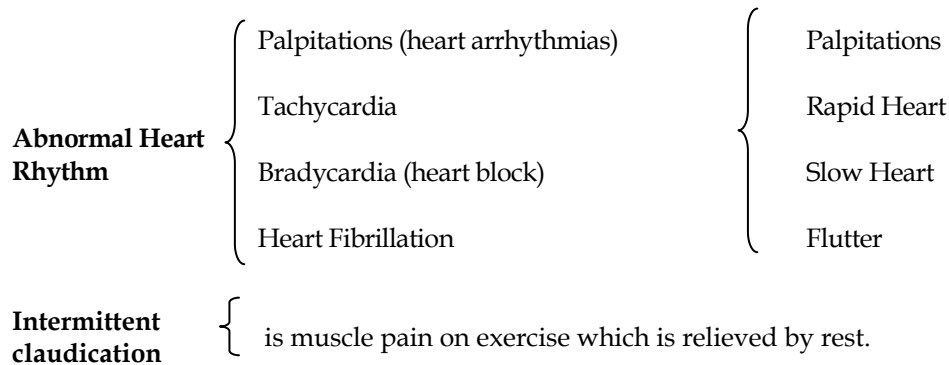 Palpitations (heart arrhythmias) Palpitations
Tachycardia Rapid Heart
Abnormal Heart
Rhythm
Bradycardia (heart block) Slow Heart
Heart Fibrillation Flutter
Intermittent
claudication
is muscle pain on exercise which is relieved by rest.